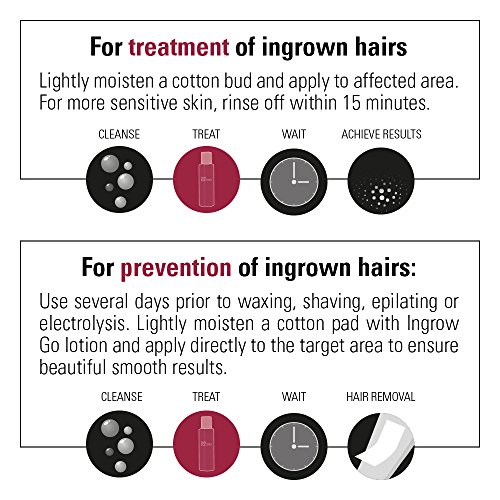 For treatment of ingrown hairs
Lightly moisten a cotton bud and apply to affected area.
For more sensitive skin, rinse off within 15 minutes.
CLEANSE TREAT WAIT ACHIEVE RESULTS
For prevention of ingrown hairs:
Use several days prior to waxing, shaving, epilating or
electrolysis. Lightly moisten a cotton pad with Ingrow
Go lotion and apply directly to the target area to ensure
beautiful smooth results.
CLEANSE TREAT WAIT HAIR REMOVAL